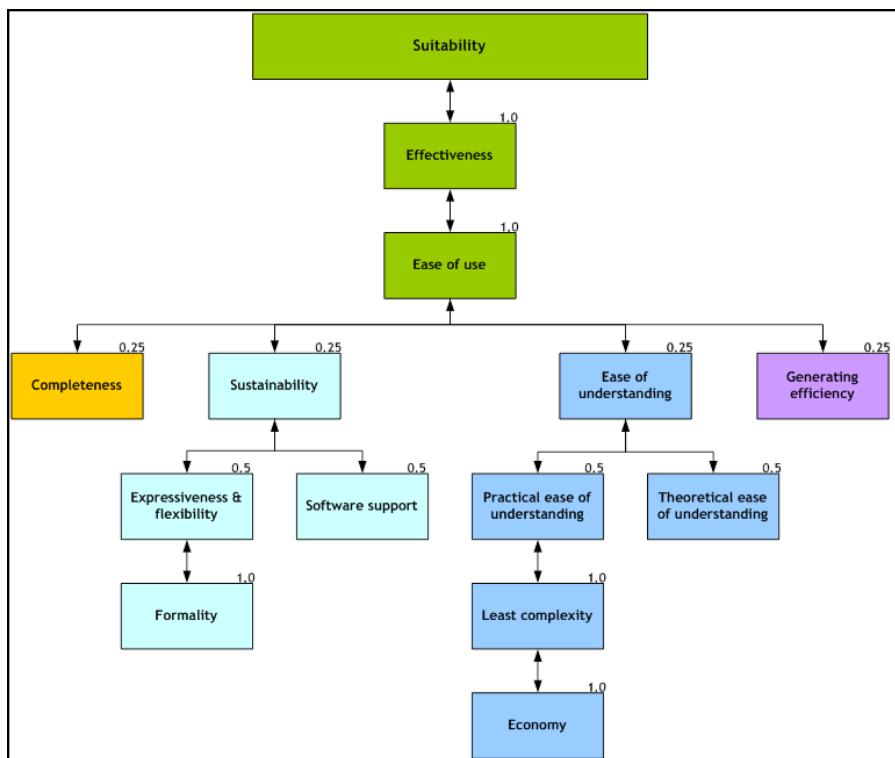 Suitability
1.0
Effectiveness
1.0
Ease of use
0.25
0.25
0.25
0.25
Completeness
Sustainability
Ease of
understanding
Generating
efficiency
0.5
0.5
0.5
0.5
Expressiveness &
flexibility
Software support
Practical ease of
understanding
Theoretical ease
of understanding
1.0
1.0
Formality
Least complexity
1.0
Economy